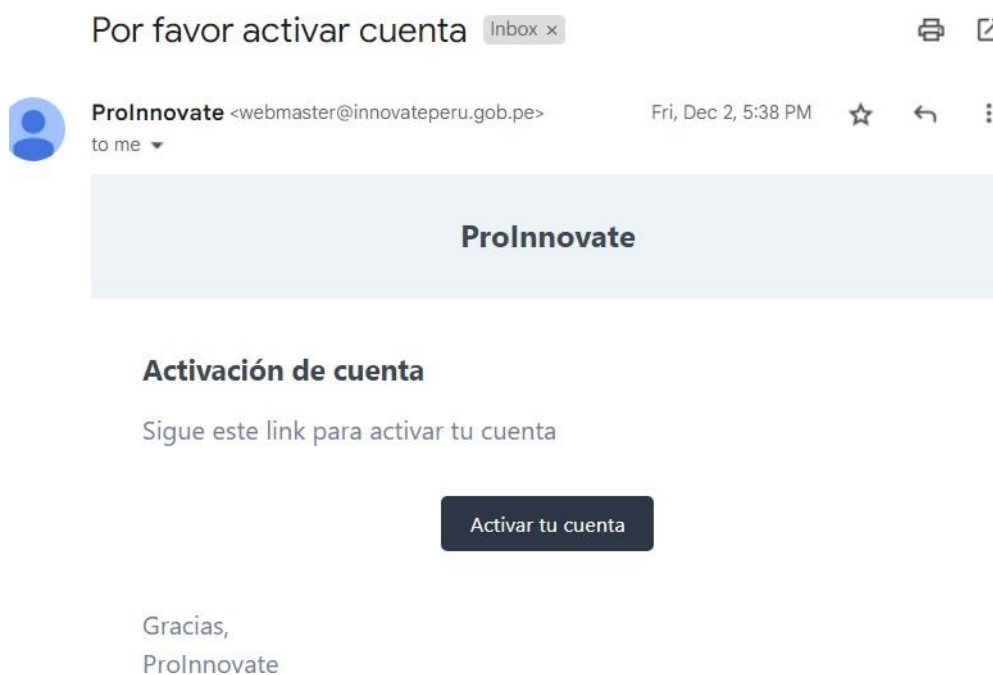 Por favor activar cuenta Inbox x
ProInnovate <webmaster@innovateperu.gob.pe> Fri, Dec 2, 5:38 PM
to me
ProInnovate
Activación de cuenta
Sigue este link para activar tu cuenta
Activar tu cuenta
Gracias,
ProInnovate